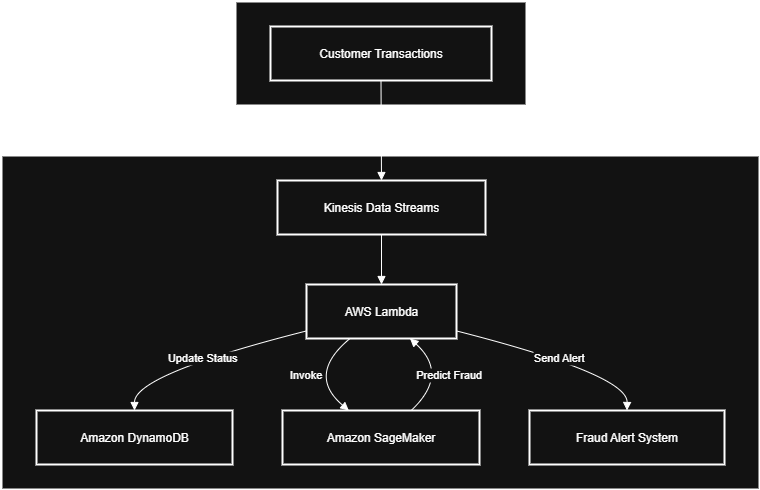 Customer Transactions
Kinesis Data Streams
AWS Lambda
Update Status
Send Alert
Invoke
Predict Fraud
Amazon DynamoDB
Amazon SageMaker
Fraud Alert System